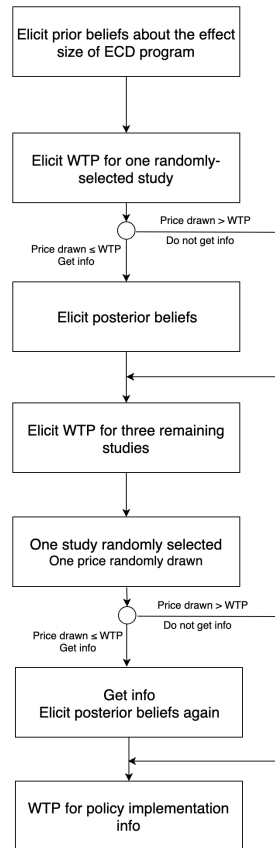 Elicit prior beliefs about the effect
size of ECD program
Elicit WTP for one randomly-
selected study
Price drawn > WTP
Do not get info
Price drawn ≤ WTP
Get info
Elicit posterior beliefs
Elicit WTP for three remaining
studies
One study randomly selected
One price randomly drawn
Price drawn > WTP
Do not get info
Price drawn ≤ WTP
Get info
Get info
Elicit posterior beliefs again
WTP for policy implementation
info